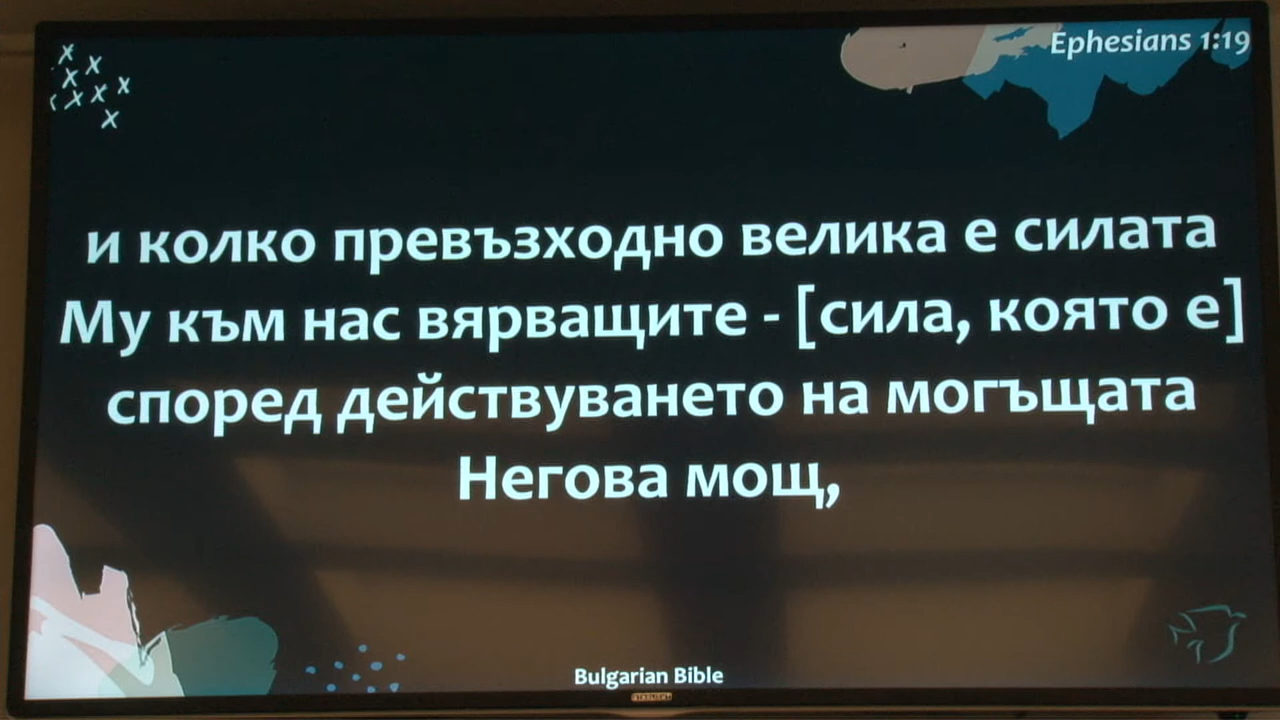 Ephesians 1:19
и колко превъзходно велика е силата
Му към нас вярващите - [сила, която е]
според действуването на могъщата
Негова мощ,
Bulgarian Bible